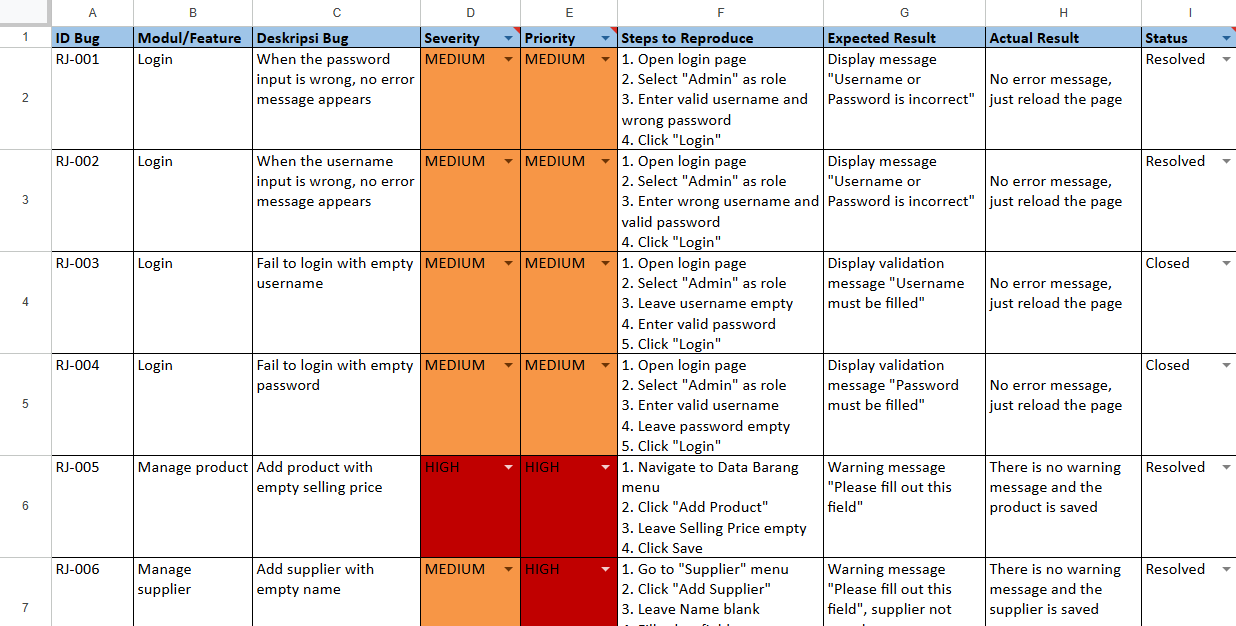 A B C D E F G H I
1 ID Bug Modul/Feature Deskripsi Bug Severity Priority Steps to Reproduce Expected Result Actual Result Status
2
RJ-001
Login
When the password
input is wrong, no error
message appears
MEDIUM
MEDIUM
1. Open login page
2. Select "Admin" as role
3. Enter valid username and
wrong password
4. Click "Login"
Display message
"Username or
Password is incorrect"
No error message,
just reload the page
Resolved
3
RJ-002
Login
When the username
input is wrong, no error
message appears
MEDIUM
MEDIUM
1. Open login page
2. Select "Admin" as role
3. Enter wrong username and
valid password
4. Click "Login"
Display message
"Username or
Password is incorrect"
No error message,
just reload the page
Resolved
4
RJ-003
Login
Fail to login with empty
username
MEDIUM
MEDIUM
1. Open login page
2. Select "Admin" as role
3. Leave username empty
4. Enter valid password
5. Click "Login"
Display validation
message "Username
must be filled"
No error message,
just reload the page
Closed
5
RJ-004
Login
Fail to login with empty
password
MEDIUM
MEDIUM
1. Open login page
2. Select "Admin" as role
3. Enter valid username
4. Leave password empty
5. Click "Login"
Display validation
message "Password
must be filled"
No error message,
just reload the page
Closed
6
RJ-005
Manage product
Add product with
empty selling price
HIGH
HIGH
1. Navigate to Data Barang
menu
2. Click "Add Product"
3. Leave Selling Price empty
4. Click Save
Warning message
"Please fill out this
field"
There is no warning
message and the
product is saved
Resolved
7
RJ-006
Manage
supplier
Add supplier with
empty name
MEDIUM
HIGH
1. Go to "Supplier" menu
2. Click "Add Supplier"
3. Leave Name blank
Warning message
"Please fill out this
field", supplier not
There is no warning
message and the
supplier is saved
Resolved